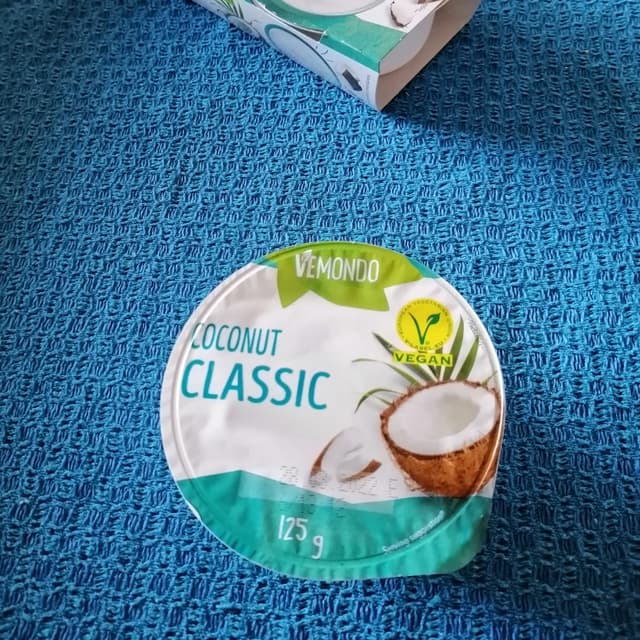 VEMONDO
COCONUT
CLASSIC
VEGAN
125 g